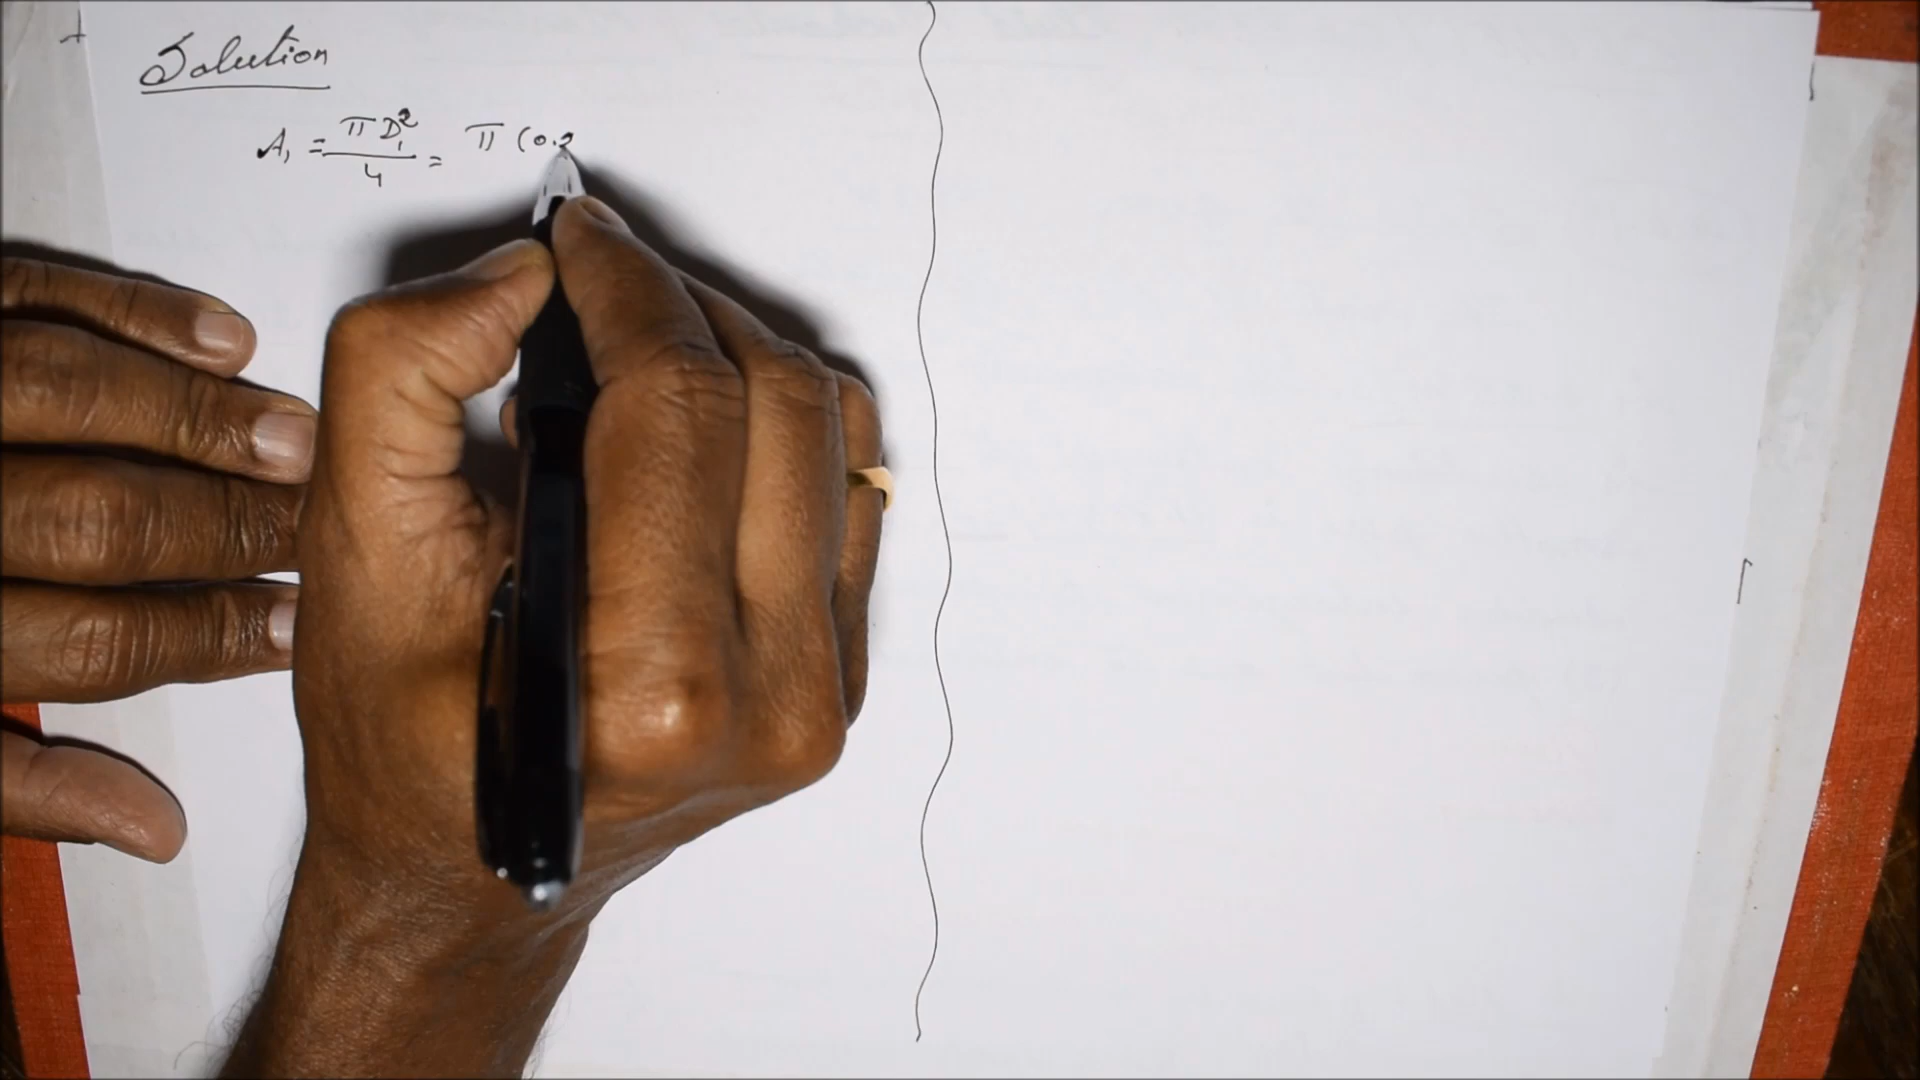 Solution
A₁ = πD₁²/4 = π(0.2